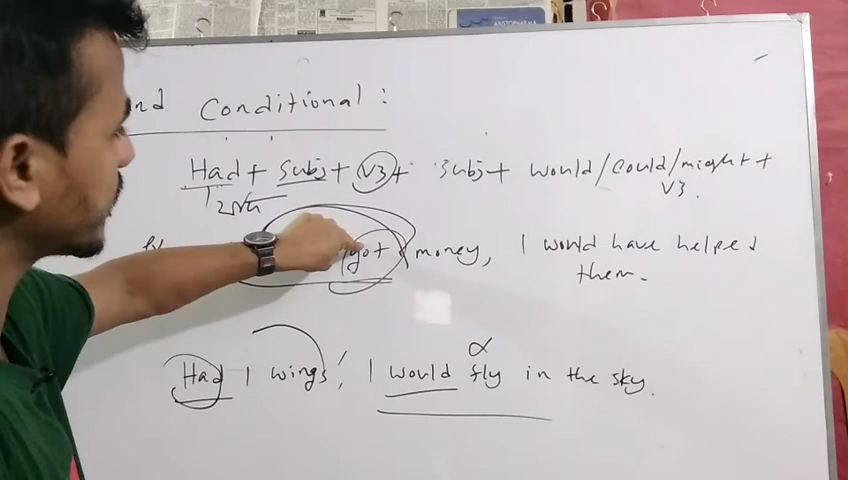 nd Conditional:
Had + Subj + V3 + Subj + would/could/might +
V3.
got money, I would have helped
them.
Had I wings! I would fly in the sky.